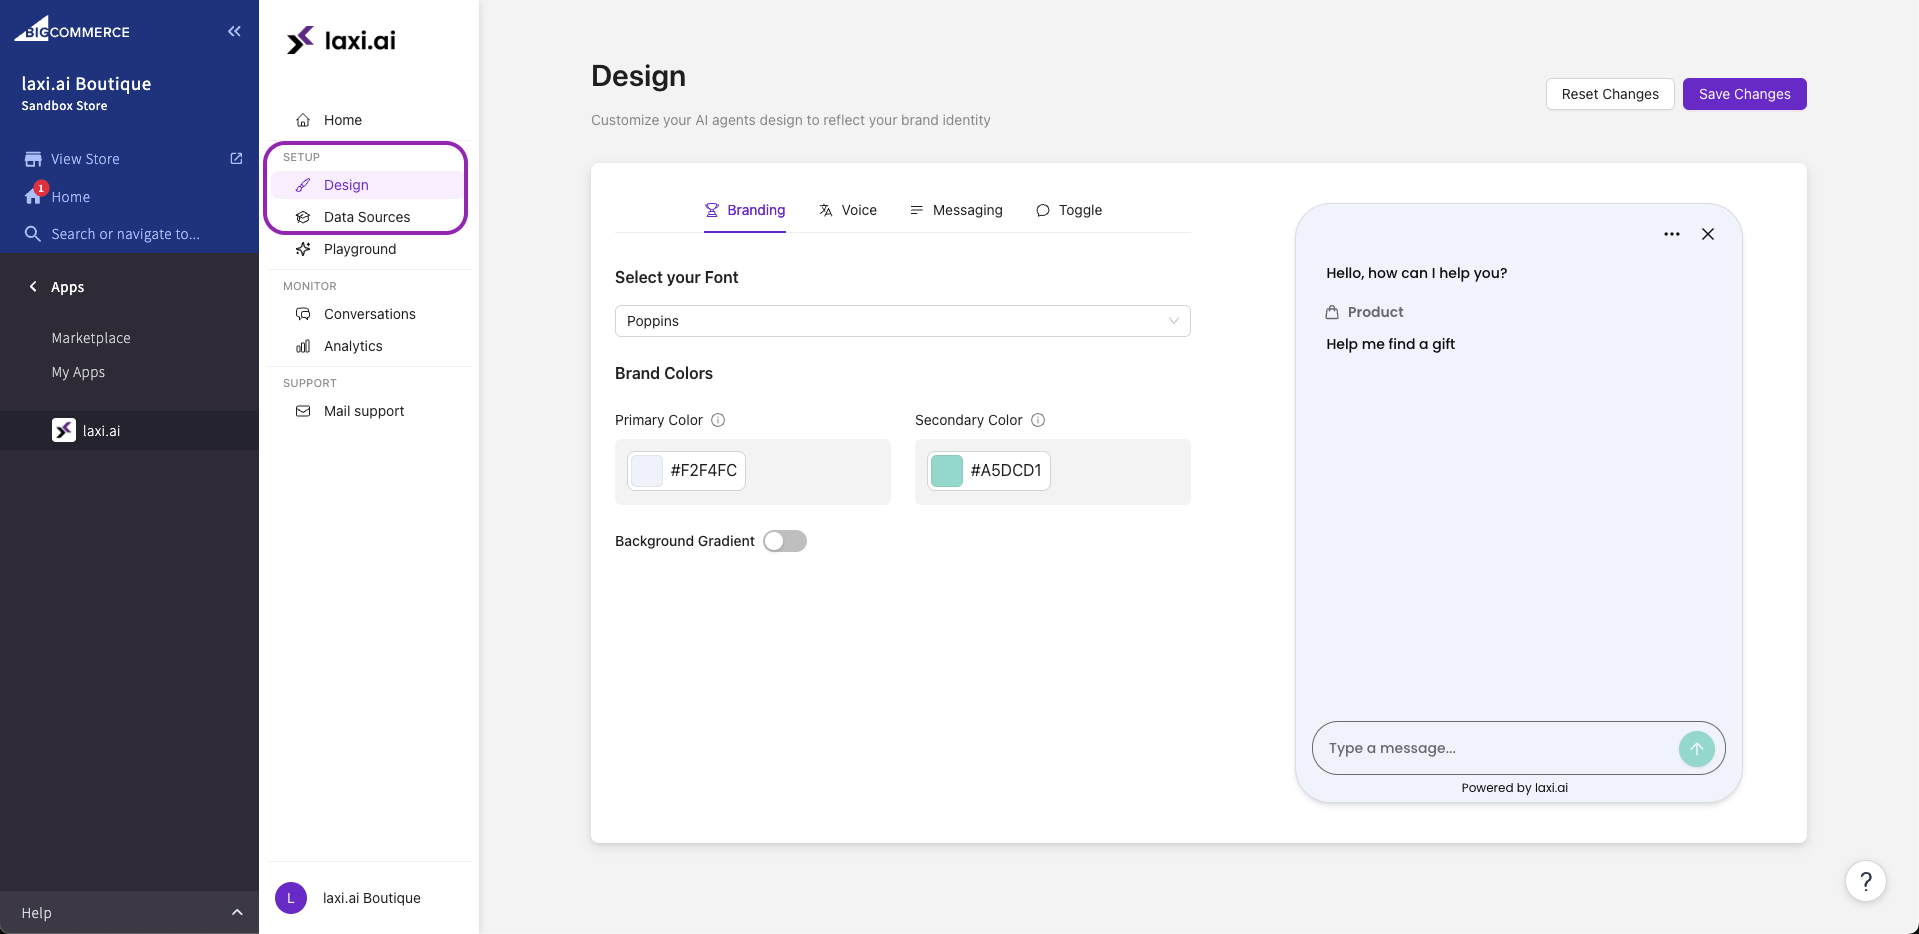 BIGCOMMERCE
laxi.ai Boutique
Sandbox Store
View Store
1
Home
Search or navigate to...
Apps
Marketplace
My Apps
laxi.ai
Help
laxi.ai
Home
SETUP
Design
Data Sources
Playground
MONITOR
Conversations
Analytics
SUPPORT
Mail support
L laxi.ai Boutique
Design
Customize your AI agents design to reflect your brand identity
Reset Changes Save Changes
Branding Voice Messaging Toggle
Select your Font
Poppins
Brand Colors
Primary Color Secondary Color
#F2F4FC #A5DCD1
Background Gradient
Hello, how can I help you?
Product
Help me find a gift
Type a message...
Powered by laxi.ai
?